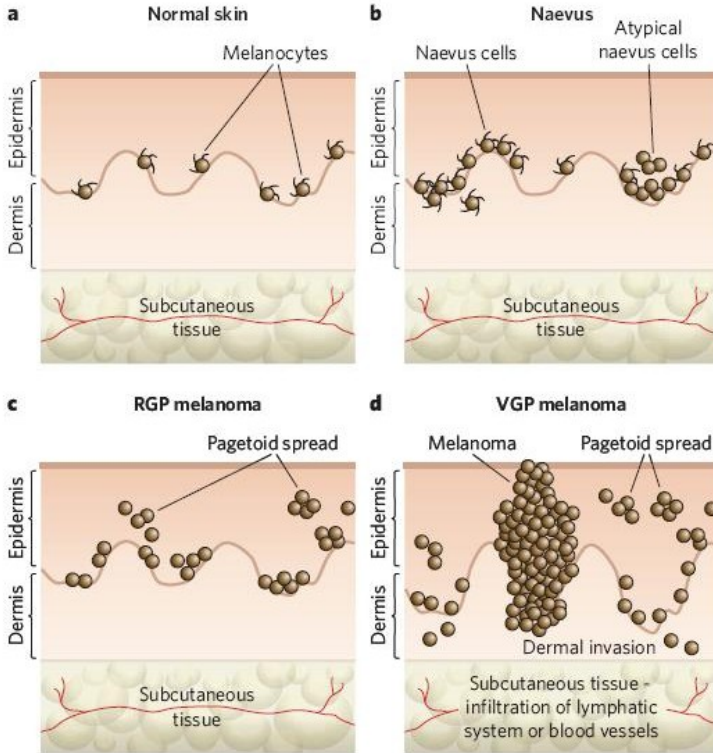 a Normal skin
Melanocytes
Epidermis
Dermis
Subcutaneous
tissue
b Naevus
Naevus cells
Atypical
naevus cells
Epidermis
Dermis
Subcutaneous
tissue
c RGP melanoma
Pagetoid spread
Epidermis
Dermis
Subcutaneous
tissue
d VGP melanoma
Melanoma
Pagetoid spread
Epidermis
Dermis
Dermal invasion
Subcutaneous tissue -
infiltration of lymphatic
system or blood vessels